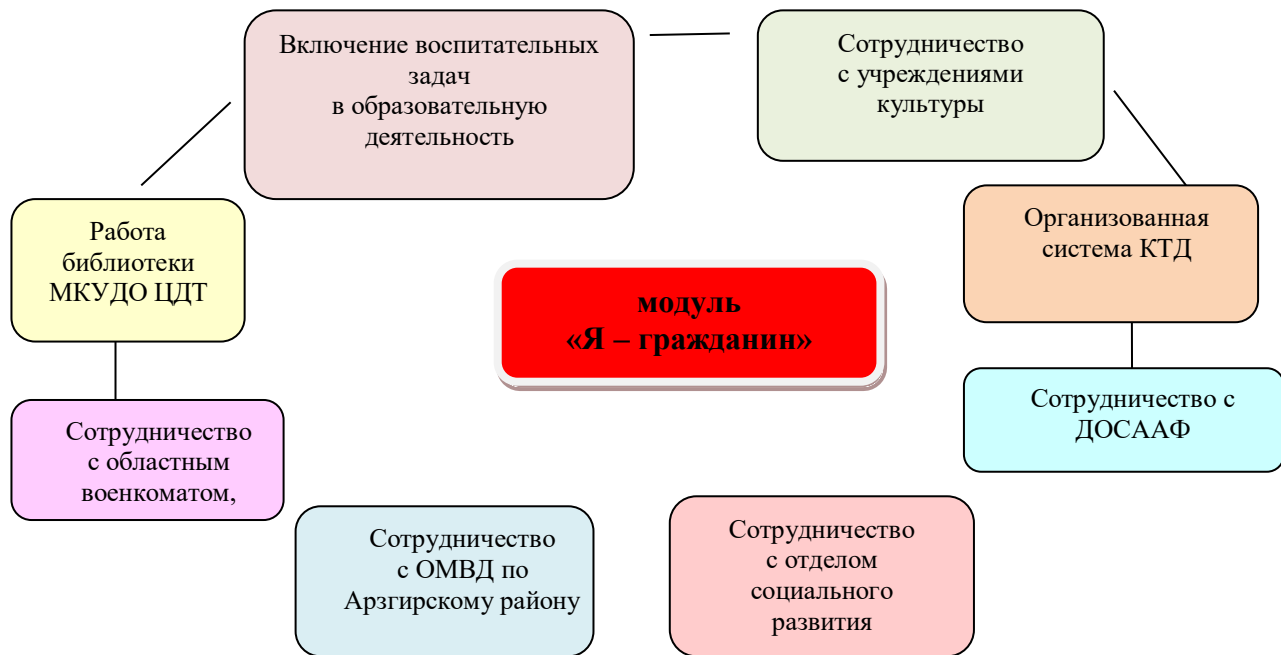 Включение воспитательных
задач
в образовательную
деятельность
Сотрудничество
с учреждениями
культуры
Работа
библиотеки
МКУДО ЦДТ
Организованная
система КТД
модуль
«Я – гражданин»
Сотрудничество
с областным
военкоматом,
Сотрудничество с
ДОСААФ
Сотрудничество
с ОМВД по
Арзгирскому району
Сотрудничество
с отделом
социального
развития